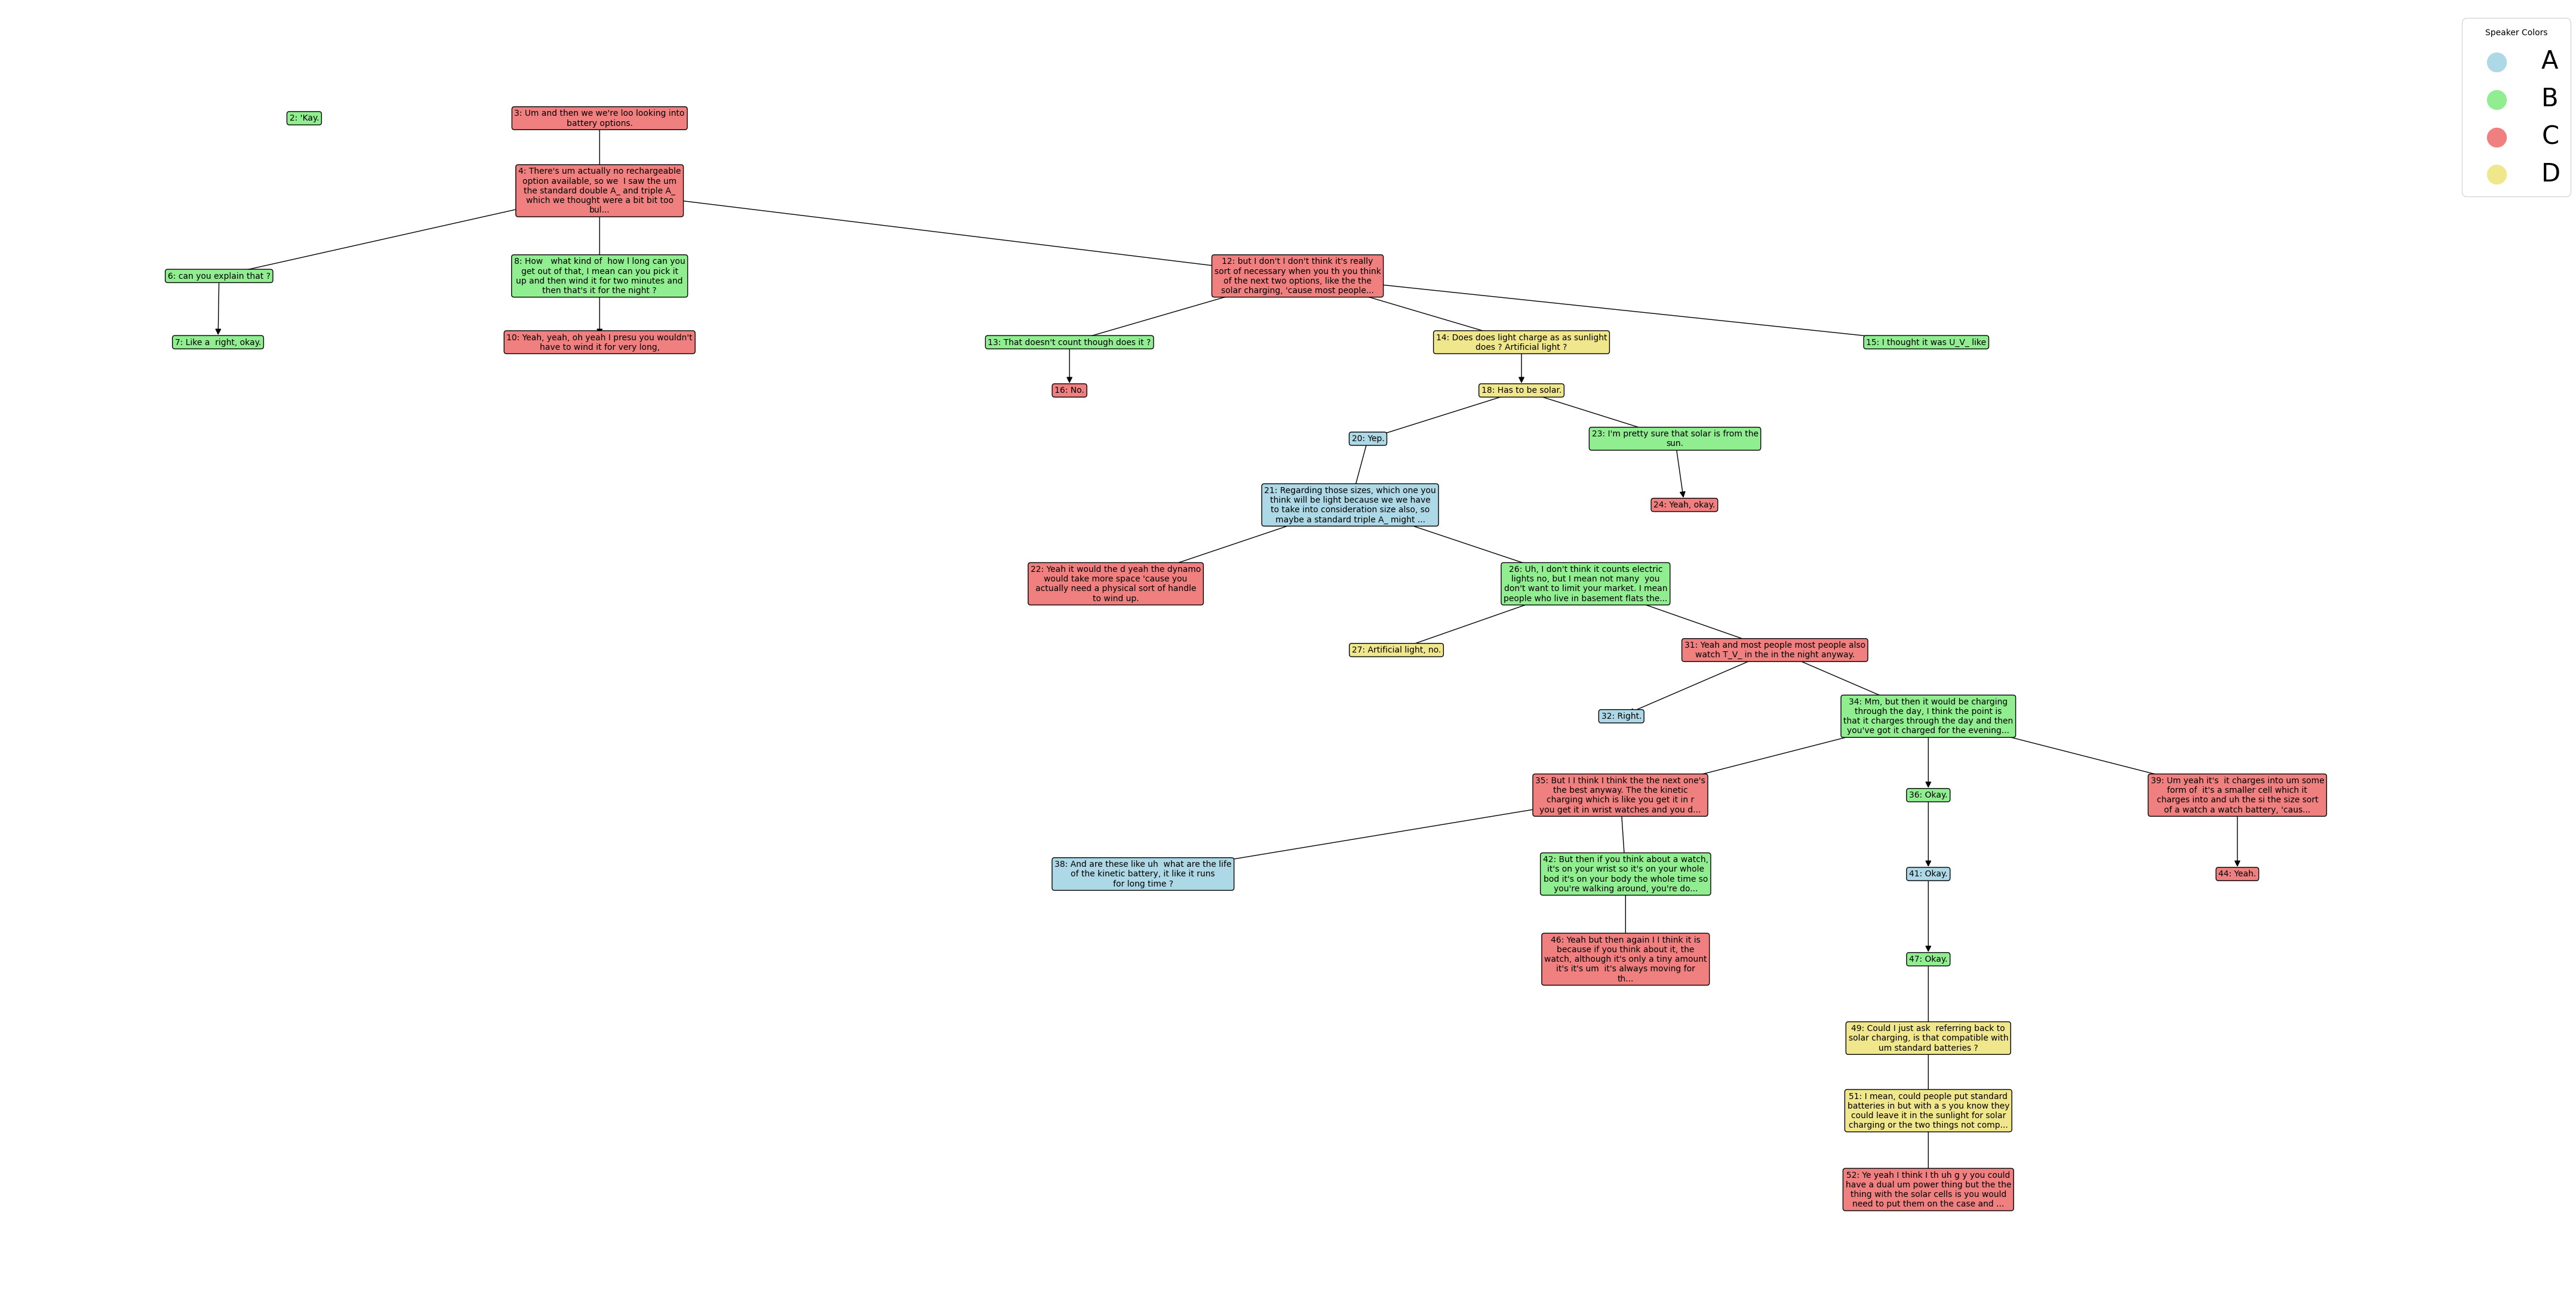 Speaker Colors
A
B
C
D
2: 'Kay.
3: Um and then we we're loo looking into
battery options.
4: There's um actually no rechargeable
option available, so we  I saw the um
the standard double A_ and triple A_
which we thought were a bit bit too
bul...
6: can you explain that ?
8: How   what kind of  how l long can you
get out of that, I mean can you pick it
up and then wind it for two minutes and
then that's it for the night ?
12: but I don't I don't think it's really
sort of necessary when you th you think
of the next two options, like the the
solar charging, 'cause most people...
7: Like a  right, okay.
10: Yeah, yeah, oh yeah I presu you wouldn't
have to wind it for very long,
13: That doesn't count though does it ?
14: Does does light charge as as sunlight
does ? Artificial light ?
15: I thought it was U_V_ like
16: No.
18: Has to be solar.
20: Yep.
23: I'm pretty sure that solar is from the
sun.
21: Regarding those sizes, which one you
think will be light because we we have
to take into consideration size also, so
maybe a standard triple A_ might ...
24: Yeah, okay.
22: Yeah it would the d yeah the dynamo
would take more space 'cause you
actually need a physical sort of handle
to wind up.
26: Uh, I don't think it counts electric
lights no, but I mean not many  you
don't want to limit your market. I mean
people who live in basement flats the...
27: Artificial light, no.
31: Yeah and most people most people also
watch T_V_ in the in the night anyway.
32: Right.
34: Mm, but then it would be charging
through the day, I think the point is
that it charges through the day and then
you've got it charged for the evening...
35: But I I think I think the the next one's
the best anyway. The the kinetic
charging which is like you get it in r
you get it in wrist watches and you d...
36: Okay.
39: Um yeah it's  it charges into um some
form of  it's a smaller cell which it
charges into and uh the si the size sort
of a watch a watch battery, 'caus...
38: And are these like uh  what are the life
of the kinetic battery, it like it runs
for long time ?
42: But then if you think about a watch,
it's on your wrist so it's on your whole
bod it's on your body the whole time so
you're walking around, you're do...
41: Okay.
44: Yeah.
46: Yeah but then again I I think it is
because if you think about it, the
watch, although it's only a tiny amount
it's it's um  it's always moving for
th...
47: Okay.
49: Could I just ask  referring back to
solar charging, is that compatible with
um standard batteries ?
51: I mean, could people put standard
batteries in but with a s you know they
could leave it in the sunlight for solar
charging or the two things not comp...
52: Ye yeah I think I th uh g y you could
have a dual um power thing but the the
thing with the solar cells is you would
need to put them on the case and ...